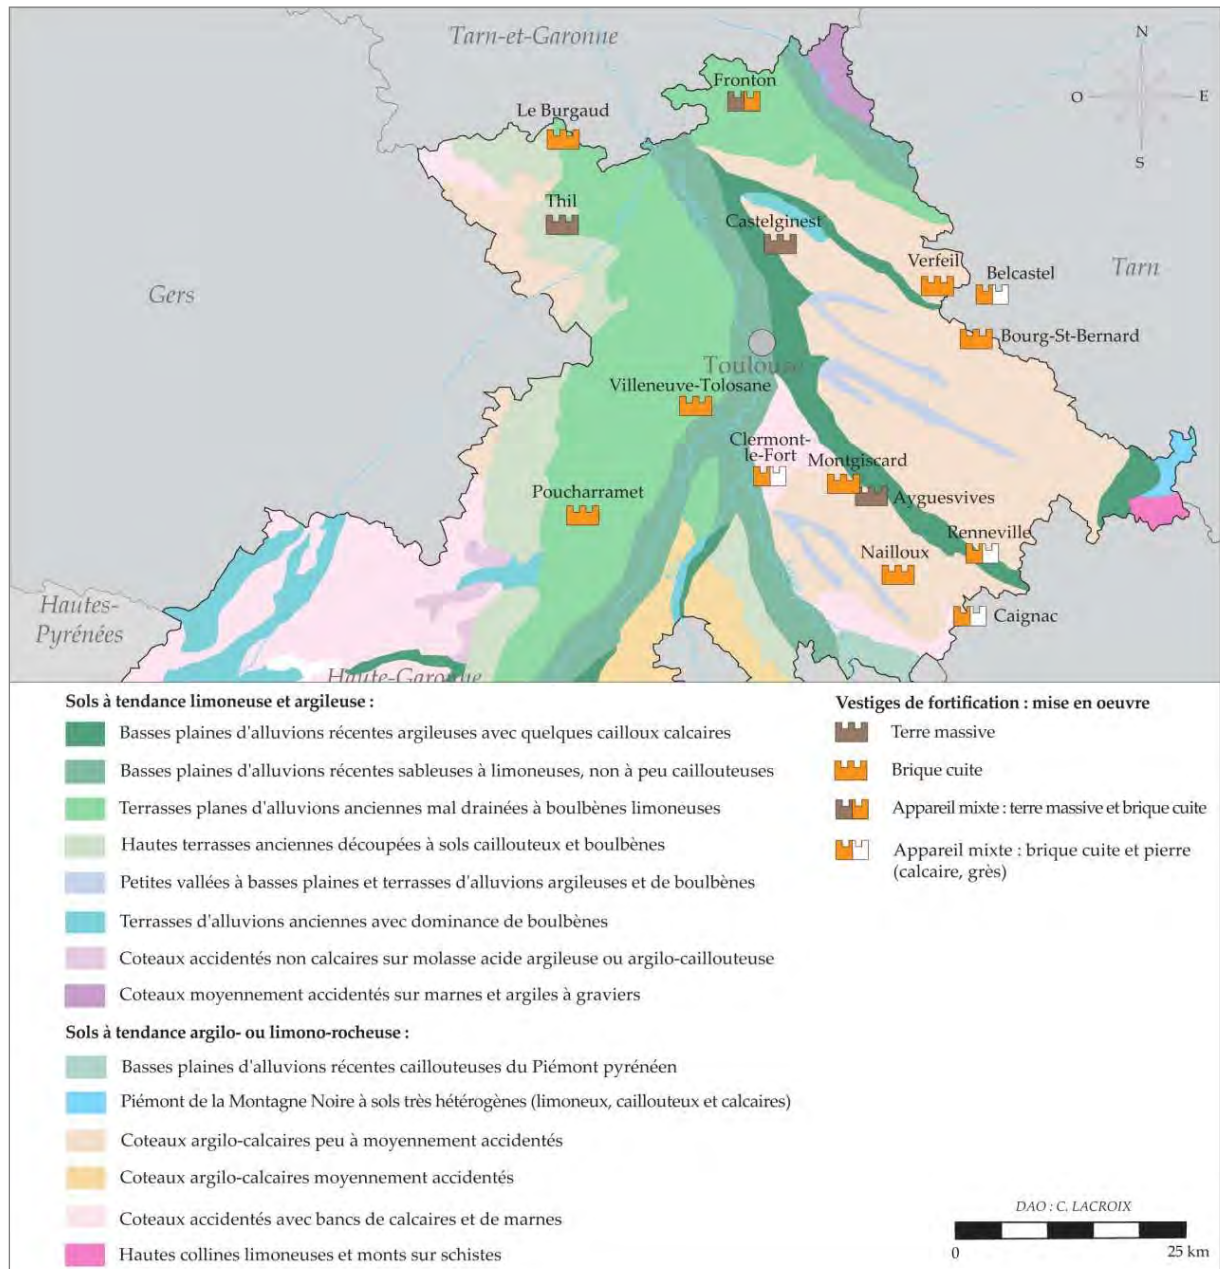 Tarn-et-Garonne
N
Fronton
O
E
Le Burgaud
S
Thil
Castelginest
Verfeil
Belcastel
Tarn
Gers
Bourg-St-Bernard
Toulouse
Villeneuve-Tolosane
Clermont-
le-Fort
Montgiscard
Poucharramet
Ayguesvives
Renneville
Nailloux
Hautes-
Pyrénées
Caignac
Haute-Garonne
Sols à tendance limoneuse et argileuse :
Basses plaines d'alluvions récentes argileuses avec quelques cailloux calcaires
Basses plaines d'alluvions récentes sableuses à limoneuses, non à peu caillouteuses
Terrasses planes d'alluvions anciennes mal drainées à boulbènes limoneuses
Hautes terrasses anciennes découpées à sols caillouteux et boulbènes
Petites vallées à basses plaines et terrasses d'alluvions argileuses et de boulbènes
Terrasses d'alluvions anciennes avec dominance de boulbènes
Coteaux accidentés non calcaires sur molasse acide argileuse ou argilo-caillouteuse
Coteaux moyennement accidentés sur marnes et argiles à graviers
Sols à tendance argilo- ou limono-rocheuse :
Basses plaines d'alluvions récentes caillouteuses du Piémont pyrénéen
Piémont de la Montagne Noire à sols très hétérogènes (limoneux, caillouteux et calcaires)
Coteaux argilo-calcaires peu à moyennement accidentés
Coteaux argilo-calcaires moyennement accidentés
Coteaux accidentés avec bancs de calcaires et de marnes
Hautes collines limoneuses et monts sur schistes
Vestiges de fortification : mise en oeuvre
Terre massive
Brique cuite
Appareil mixte : terre massive et brique cuite
Appareil mixte : brique cuite et pierre
(calcaire, grès)
DAO : C. LACROIX
0
25 km